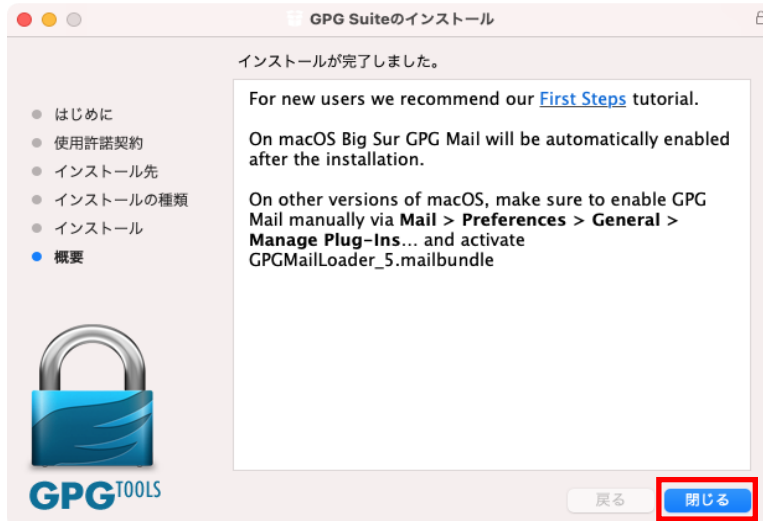 GPG Suiteのインストール
インストールが完了しました。
はじめに
使用許諾契約
インストール先
インストールの種類
インストール
概要
For new users we recommend our First Steps tutorial.
On macOS Big Sur GPG Mail will be automatically enabled
after the installation.
On other versions of macOS, make sure to enable GPG
Mail manually via Mail > Preferences > General >
Manage Plug-Ins... and activate
GPGMailLoader_5.mailbundle
GPGTOOLS
戻る
閉じる